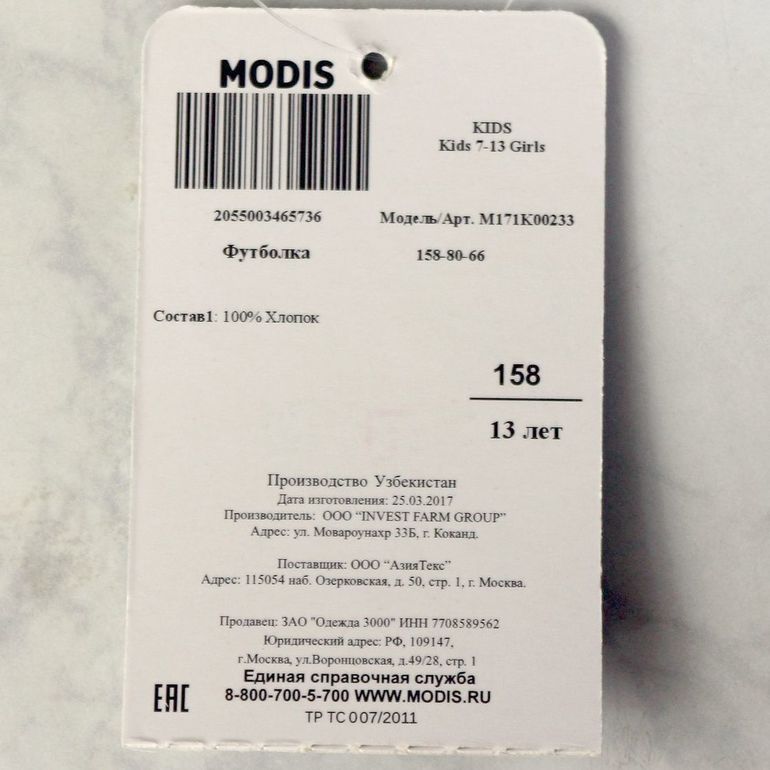 MODIS
KIDS
Kids 7-13 Girls
2055003465736
Модель/Арт. M171K00233
Футболка
158-80-66
Состав1: 100% Хлопок
158
13 лет
Производство Узбекистан
Дата изготовления: 25.03.2017
Производитель: ООО “INVEST FARM GROUP”
Адрес: ул. Мовароунахр 33Б, г. Коканд.
Поставщик: ООО “АзияТекс”
Адрес: 115054 наб. Озерковская, д. 50, стр. 1, г. Москва.
Продавец: ЗАО "Одежда 3000" ИНН 7708589562
Юридический адрес: РФ, 109147,
г.Москва, ул.Воронцовская, д.49/28, стр. 1
Единая справочная служба
8-800-700-5-700 WWW.MODIS.RU
EAC
ТР ТС 007/2011